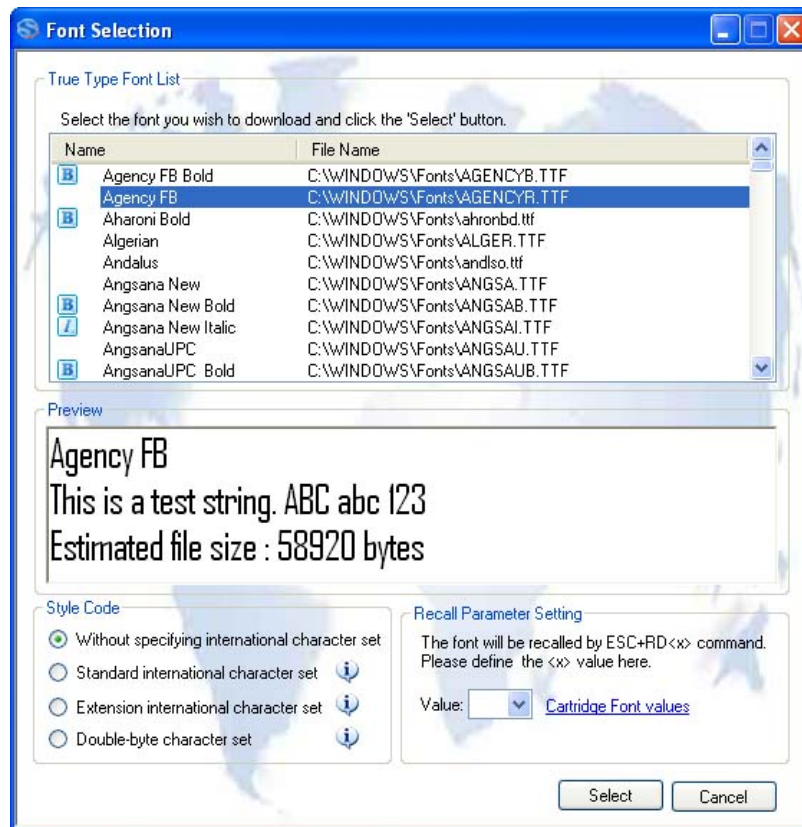 Font Selection
True Type Font List
Select the font you wish to download and click the 'Select' button.
Name File Name
B Agency FB Bold C:\WINDOWS\Fonts\AGENCYB.TTF
Agency FB C:\WINDOWS\Fonts\AGENCYR.TTF
B Aharoni Bold C:\WINDOWS\Fonts\ahronbd.ttf
Algerian C:\WINDOWS\Fonts\ALGER.TTF
Andalus C:\WINDOWS\Fonts\andlso.ttf
Angsana New C:\WINDOWS\Fonts\ANGSA.TTF
B Angsana New Bold C:\WINDOWS\Fonts\ANGSAB.TTF
I Angsana New Italic C:\WINDOWS\Fonts\ANGSAI.TTF
AngsanaUPC C:\WINDOWS\Fonts\ANGSAU.TTF
B AngsanaUPC Bold C:\WINDOWS\Fonts\ANGSAUB.TTF
Preview
Agency FB
This is a test string. ABC abc 123
Estimated file size : 58920 bytes
Style Code
Without specifying international character set
Standard international character set
Extension international character set
Double-byte character set
Recall Parameter Setting
The font will be recalled by ESC+RD<x> command.
Please define the <x> value here.
Value: Cartridge Font values
Select Cancel